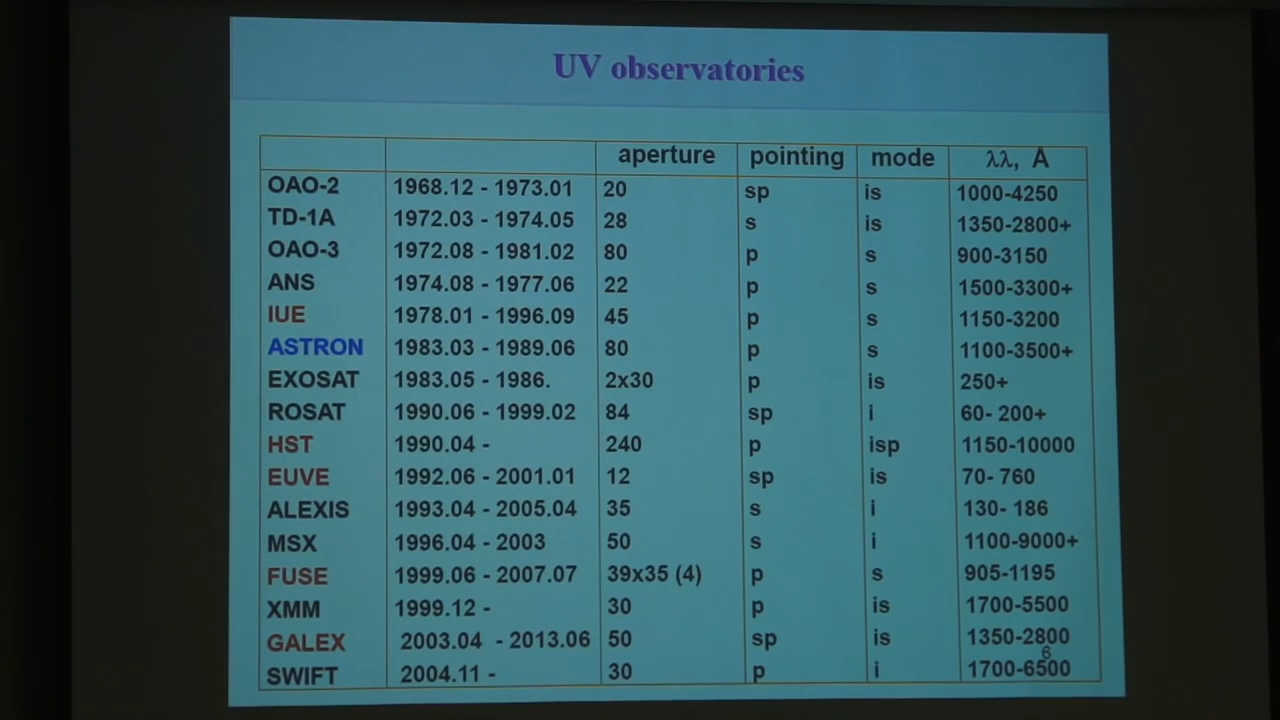 UV observatories
aperture pointing mode λλ, Å
OAO-2 1968.12 - 1973.01 20 sp is 1000-4250
TD-1A 1972.03 - 1974.05 28 s is 1350-2800+
OAO-3 1972.08 - 1981.02 80 p s 900-3150
ANS 1974.08 - 1977.06 22 p s 1500-3300+
IUE 1978.01 - 1996.09 45 p s 1150-3200
ASTRON 1983.03 - 1989.06 80 p s 1100-3500+
EXOSAT 1983.05 - 1986. 2x30 p is 250+
ROSAT 1990.06 - 1999.02 84 sp i 60- 200+
HST 1990.04 - 240 p isp 1150-10000
EUVE 1992.06 - 2001.01 12 sp is 70- 760
ALEXIS 1993.04 - 2005.04 35 s i 130- 186
MSX 1996.04 - 2003 50 s i 1100-9000+
FUSE 1999.06 - 2007.07 39x35 (4) p s 905-1195
XMM 1999.12 - 30 p is 1700-5500
GALEX 2003.04 - 2013.06 50 sp is 1350-2800
6
SWIFT 2004.11 - 30 p i 1700-6500